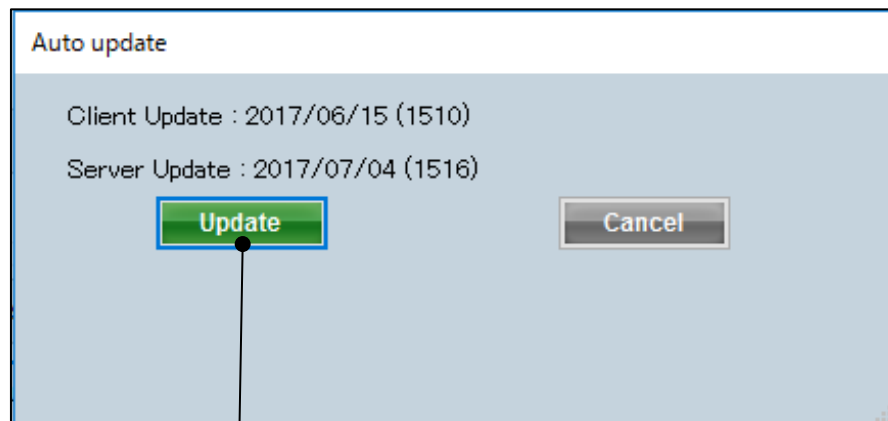 Auto update
Client Update : 2017/06/15 (1510)
Server Update : 2017/07/04 (1516)
Update Cancel